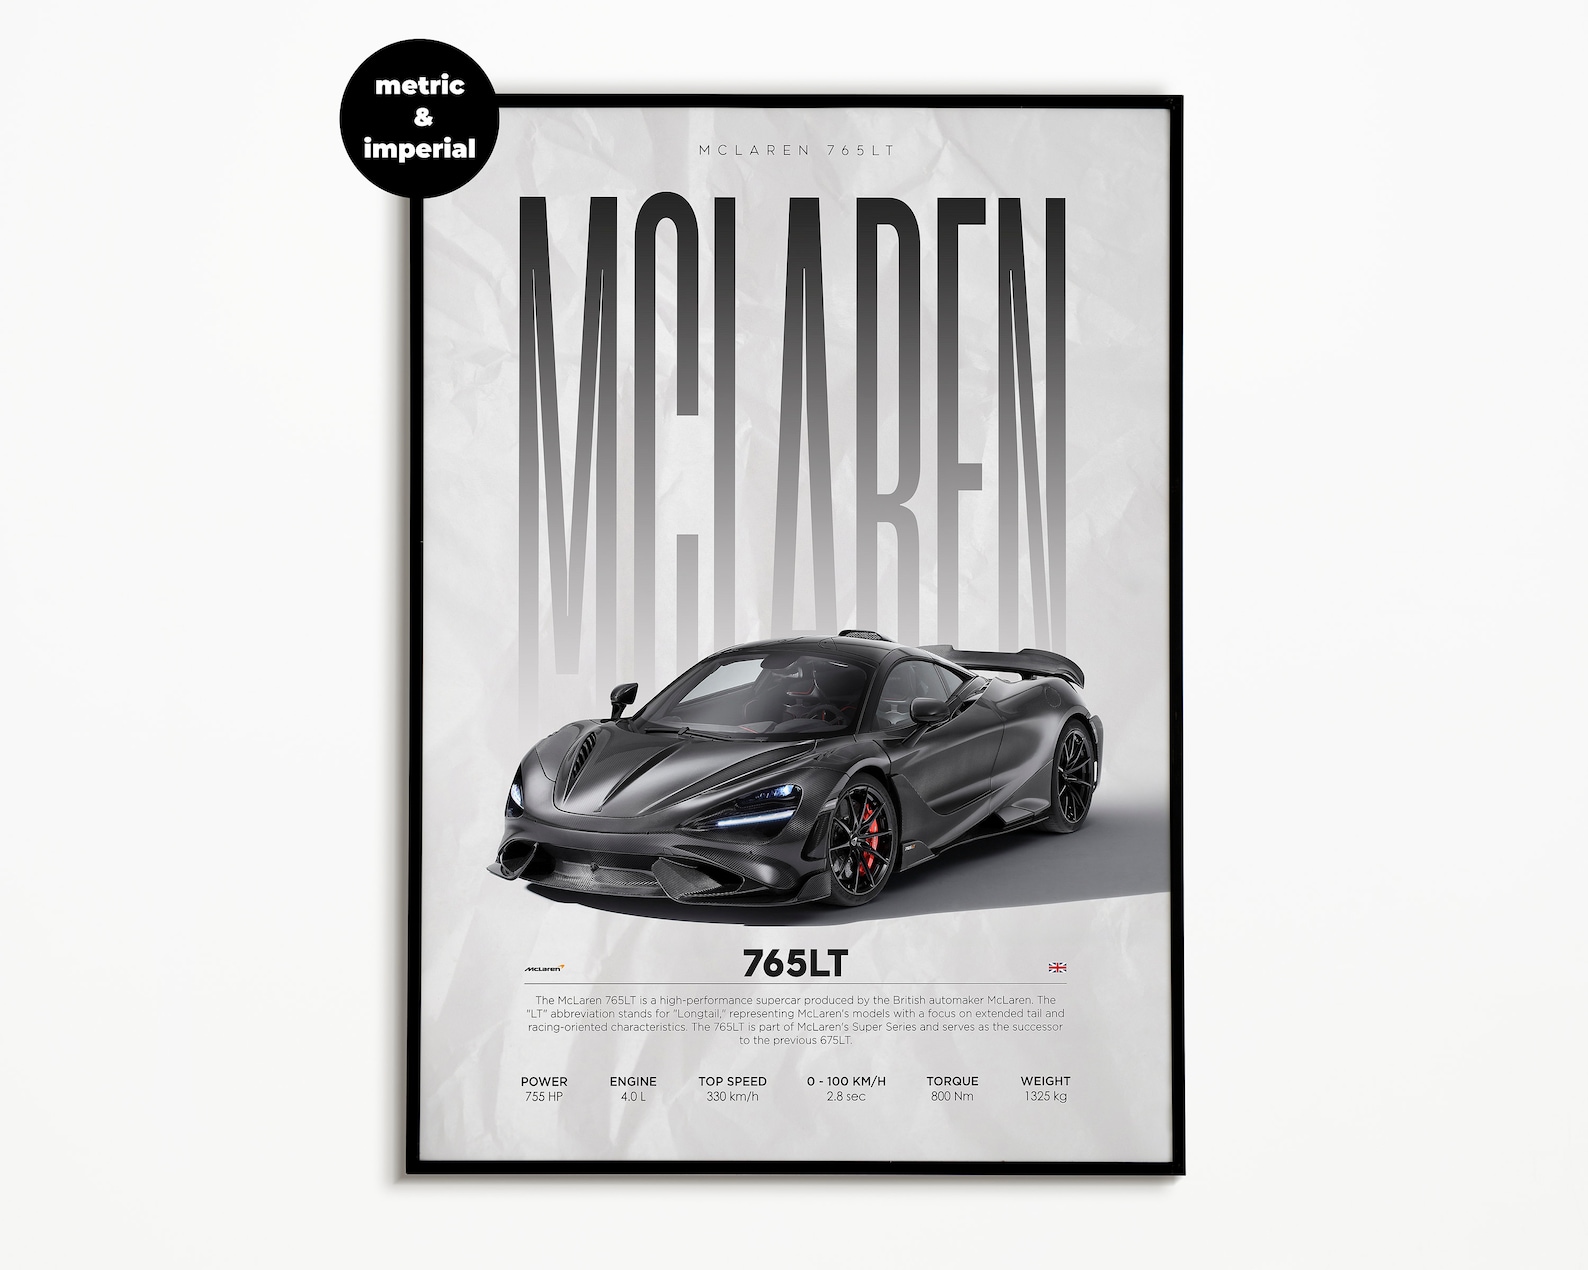 metric
&
imperial
MCLAREN 765LT
MCLAREN
765LT
McLaren
The McLaren 765LT is a high-performance supercar produced by the British automaker McLaren. The
"LT" abbreviation stands for "Longtail," representing McLaren's models with a focus on extended tail and
racing-oriented characteristics. The 765LT is part of McLaren's Super Series and serves as the successor
to the previous 675LT.
POWER ENGINE TOP SPEED 0 - 100 KM/H TORQUE WEIGHT
755 HP 4.0 L 330 km/h 2.8 sec 800 Nm 1325 kg